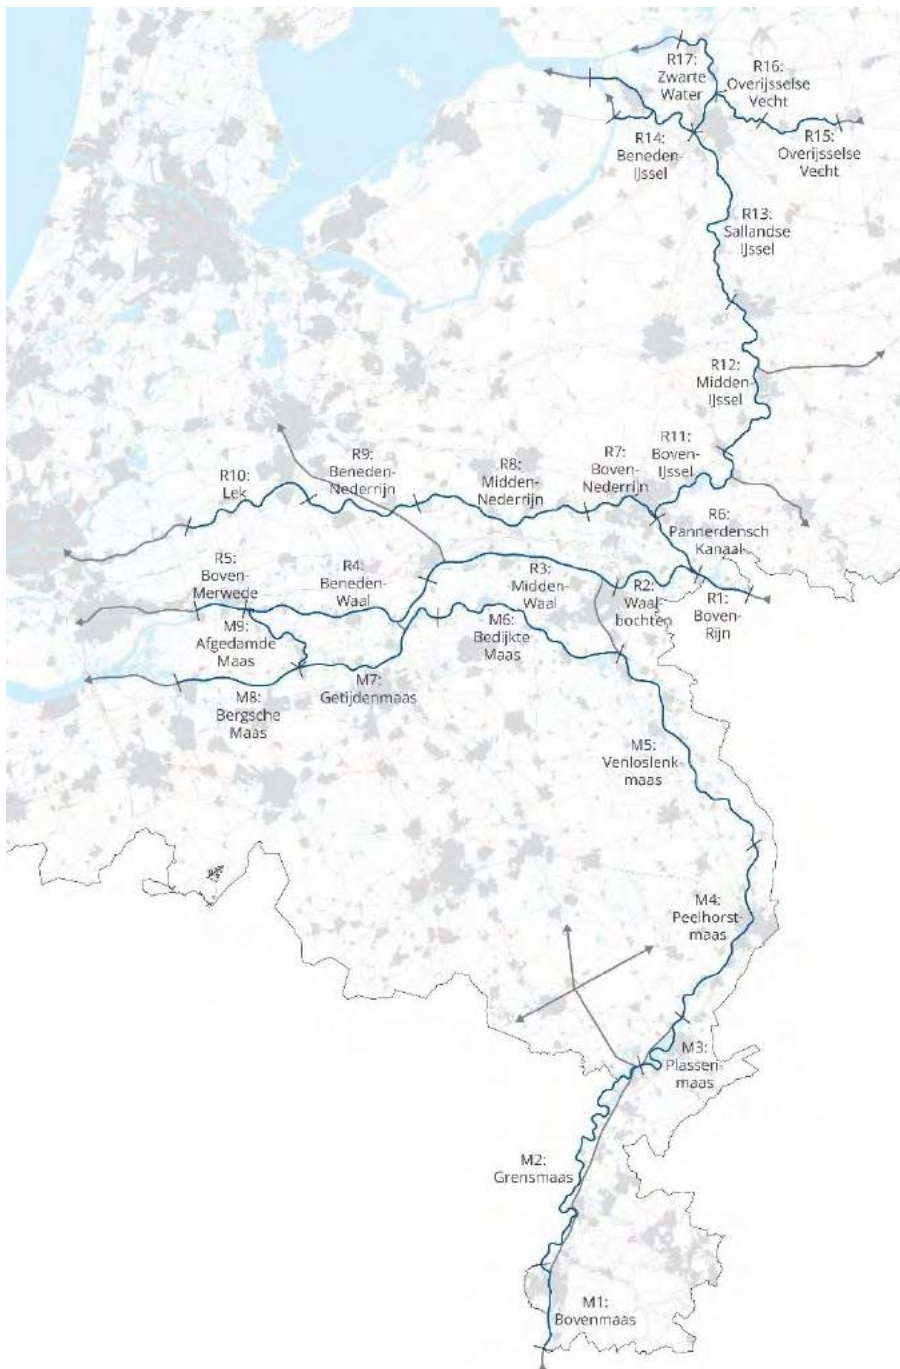 R17:
Zwarte
Water
R16:
Overijsselse
Vecht
R14:
Beneden-
IJssel
R15:
Overijsselse
Vecht
R13:
Sallandse
IJssel
R12:
Midden-
IJssel
R11:
Boven-
IJssel
R10:
Lek
R9:
Beneden-
Nederrijn
R8:
Midden-
Nederrijn
R7:
Boven-
Nederrijn
R6:
Pannerdensch
Kanaal
R5:
Boven-
Merwede
R4:
Beneden-
Waal
R3:
Midden-
Waal
R2:
Waal-
bochten
R1:
Boven-
Rijn
M9:
Afgedamde
Maas
M6:
Bedijkte
Maas
M8:
Bergsche
Maas
M7:
Getijdenmaas
M5:
Venloslenk-
maas
M4:
Peelhorst-
maas
M3:
Plassen-
maas
M2:
Grensmaas
M1:
Bovenmaas